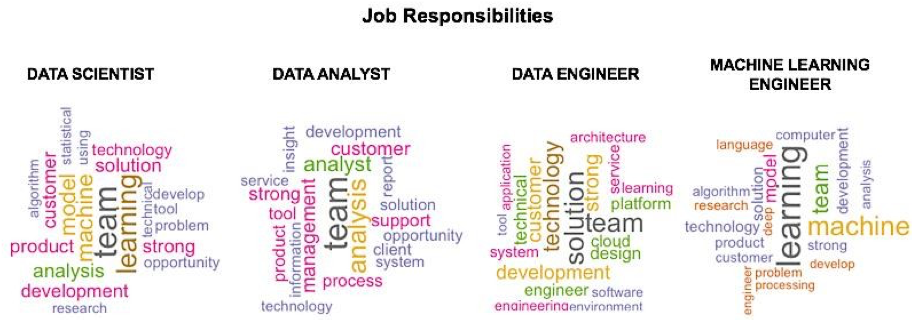 Job Responsibilities
DATA SCIENTIST
algorithm
customer
statistical
model
using
machine
technology
solution
team
learning
technical
develop
tool
problem
product
strong
analysis
opportunity
development
research
DATA ANALYST
insight
development
customer
analyst
service
strong
tool
product
information
management
team
analysis
report
solution
support
opportunity
client
system
process
technology
DATA ENGINEER
architecture
tool
application
technical
customer
technology
solution
strong
service
learning
platform
team
cloud
design
system
development
engineer
software
engineering
environment
MACHINE LEARNING
ENGINEER
computer
language
model
learning
team
development
analysis
algorithm
solution
research
deep
technology
machine
product
strong
customer
develop
engineer
problem
processing